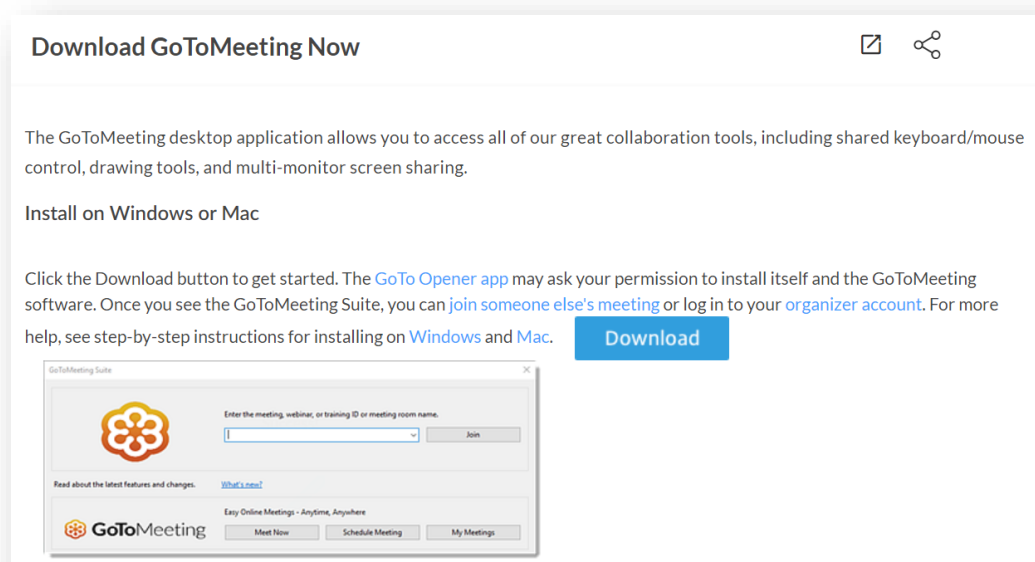 Download GoToMeeting Now
The GoToMeeting desktop application allows you to access all of our great collaboration tools, including shared keyboard/mouse
control, drawing tools, and multi-monitor screen sharing.
Install on Windows or Mac
Click the Download button to get started. The GoTo Opener app may ask your permission to install itself and the GoToMeeting
software. Once you see the GoToMeeting Suite, you can join someone else's meeting or log in to your organizer account. For more
help, see step-by-step instructions for installing on Windows and Mac. Download
GoToMeeting Suite
Enter the meeting, webinar, or training ID or meeting room name.
Join
Read about the latest features and changes. What's new?
Easy Online Meetings - Anytime, Anywhere
GoToMeeting Meet Now Schedule Meeting My Meetings